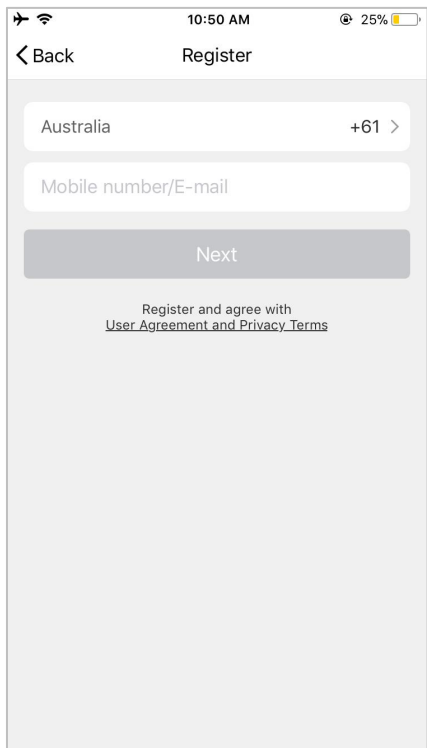 10:50 AM
25%
Back
Register
Australia
+61
Mobile number/E-mail
Next
Register and agree with
User Agreement and Privacy Terms